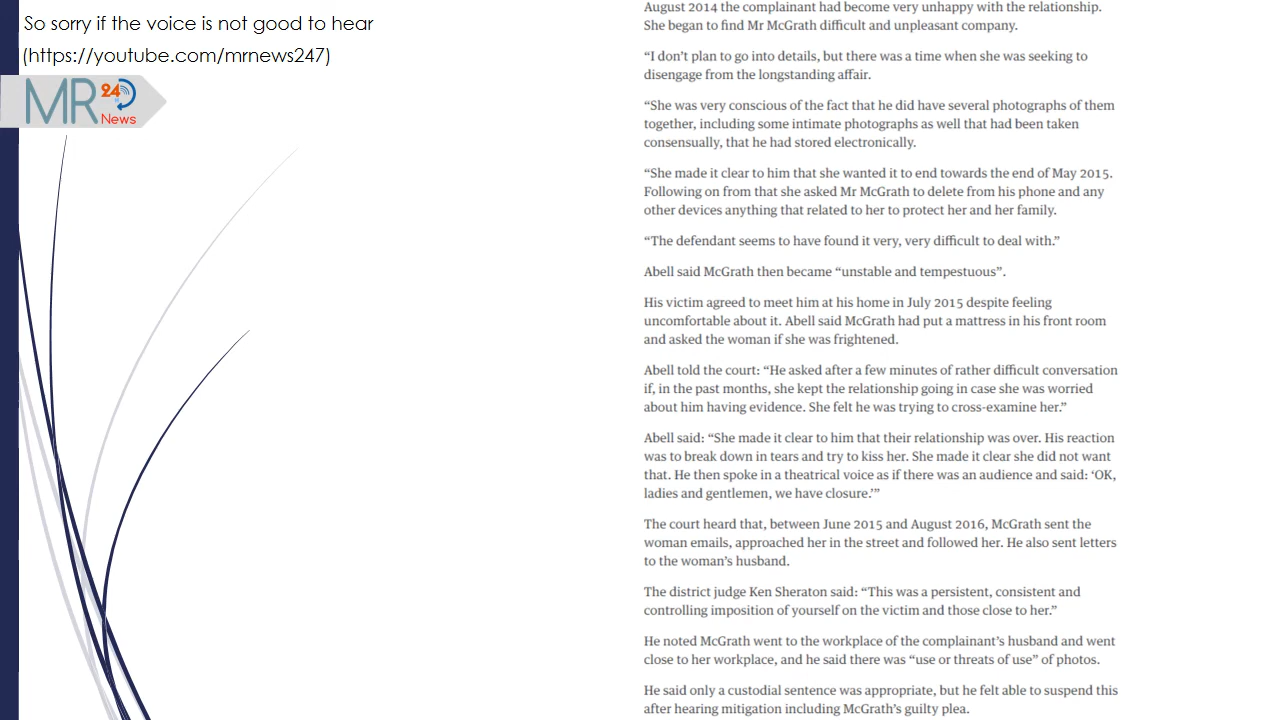 So sorry if the voice is not good to hear
(https://youtube.com/mrnews247)
MR
24
News
August 2014 the complainant had become very unhappy with the relationship.
She began to find Mr McGrath difficult and unpleasant company.
“I don’t plan to go into details, but there was a time when she was seeking to
disengage from the longstanding affair.
“She was very conscious of the fact that he did have several photographs of them
together, including some intimate photographs as well that had been taken
consensually, that he had stored electronically.
“She made it clear to him that she wanted it to end towards the end of May 2015.
Following on from that she asked Mr McGrath to delete from his phone and any
other devices anything that related to her to protect her and her family.
“The defendant seems to have found it very, very difficult to deal with.”
Abell said McGrath then became “unstable and tempestuous”.
His victim agreed to meet him at his home in July 2015 despite feeling
uncomfortable about it. Abell said McGrath had put a mattress in his front room
and asked the woman if she was frightened.
Abell told the court: “He asked after a few minutes of rather difficult conversation
if, in the past months, she kept the relationship going in case she was worried
about him having evidence. She felt he was trying to cross-examine her.”
Abell said: “She made it clear to him that their relationship was over. His reaction
was to break down in tears and try to kiss her. She made it clear she did not want
that. He then spoke in a theatrical voice as if there was an audience and said: ‘OK,
ladies and gentlemen, we have closure.’”
The court heard that, between June 2015 and August 2016, McGrath sent the
woman emails, approached her in the street and followed her. He also sent letters
to the woman’s husband.
The district judge Ken Sheraton said: “This was a persistent, consistent and
controlling imposition of yourself on the victim and those close to her.”
He noted McGrath went to the workplace of the complainant’s husband and went
close to her workplace, and he said there was “use or threats of use” of photos.
He said only a custodial sentence was appropriate, but he felt able to suspend this
after hearing mitigation including McGrath’s guilty plea.